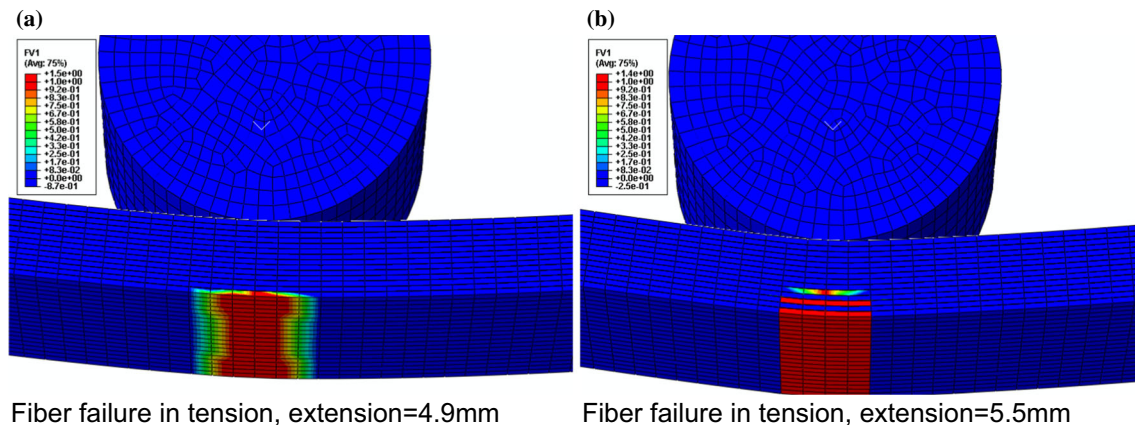 (a)
FV1
(Avg: 75%)
+1.5e+00
+1.0e+00
+9.2e-01
+8.3e-01
+7.5e-01
+6.7e-01
+5.8e-01
+5.0e-01
+4.2e-01
+3.3e-01
+2.5e-01
+1.7e-01
+8.3e-02
+0.0e+00
-8.7e-01
Fiber failure in tension, extension=4.9mm
(b)
FV1
(Avg: 75%)
+1.4e+00
+1.0e+00
+9.2e-01
+8.3e-01
+7.5e-01
+6.7e-01
+5.8e-01
+5.0e-01
+4.2e-01
+3.3e-01
+2.5e-01
+1.7e-01
+8.3e-02
+0.0e+00
-2.5e-01
Fiber failure in tension, extension=5.5mm